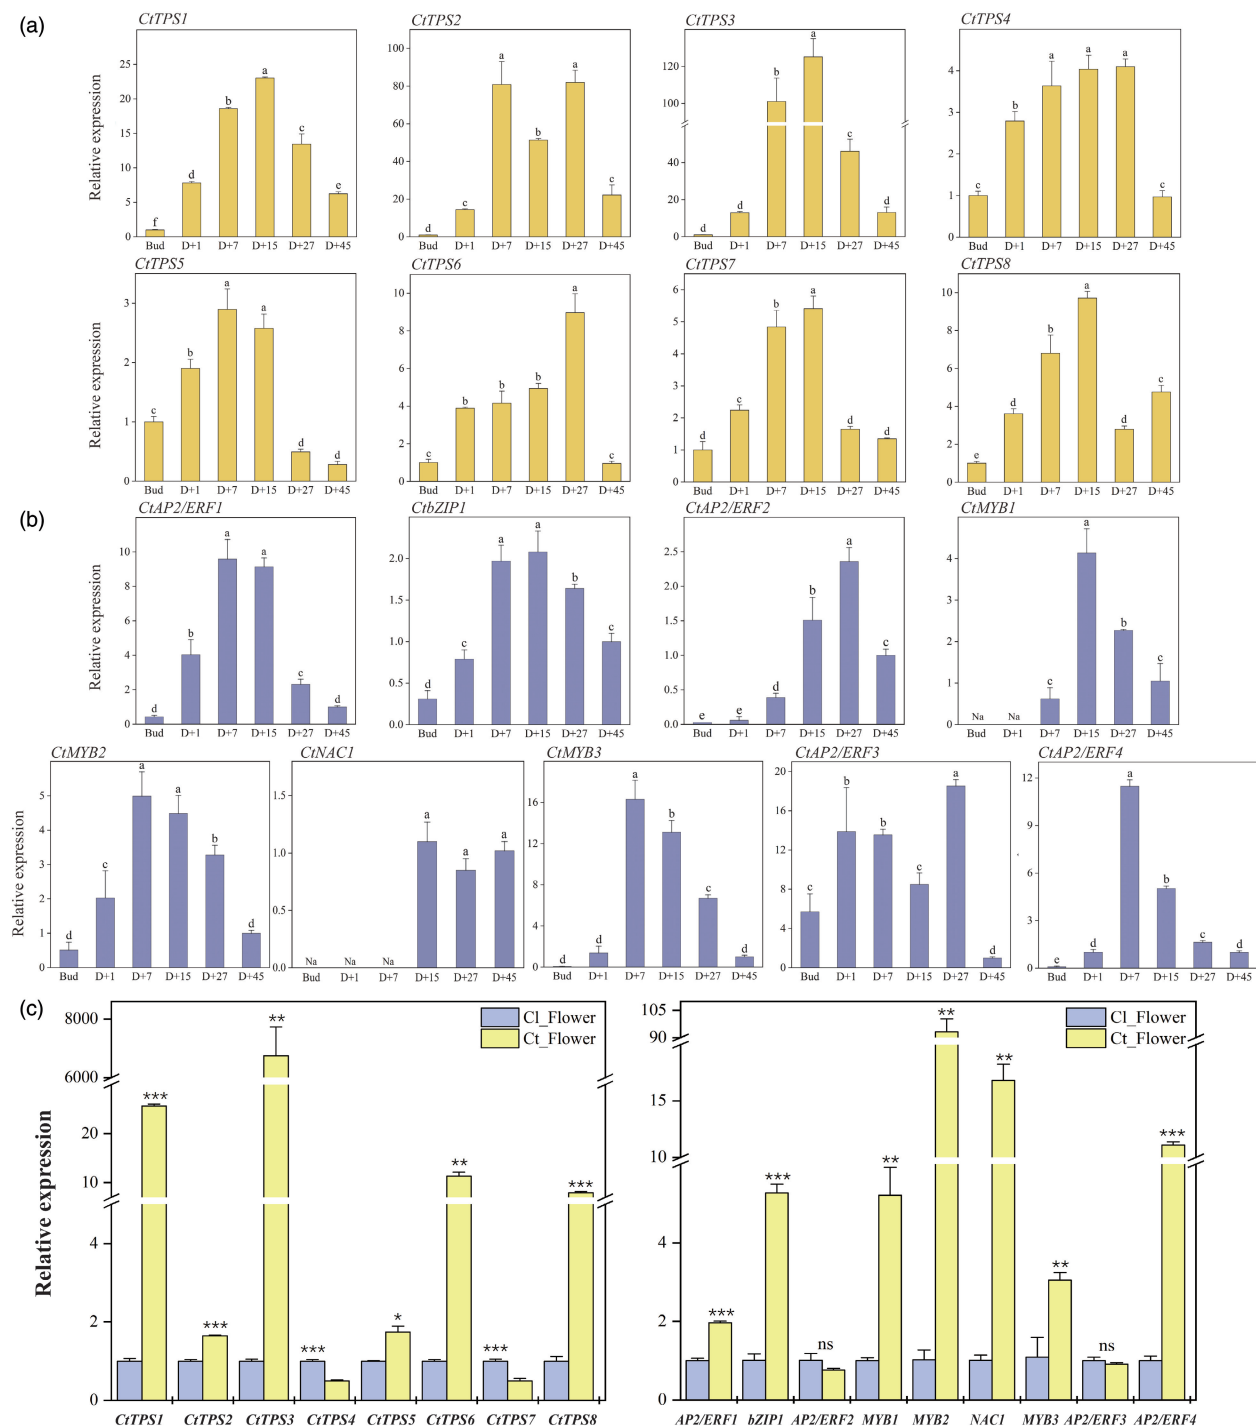 (a)
CtTPS1 CtTPS2 CtTPS3 CtTPS4
Relative expression
25 20 15 10 5 0
f d b a c e
Bud D+1 D+7 D+15 D+27 D+45
100 80 60 40 20 0
d c a b a c
Bud D+1 D+7 D+15 D+27 D+45
120 100 60 40 20 0
d d b a c d
Bud D+1 D+7 D+15 D+27 D+45
4 3 2 1 0
c b a a a c
Bud D+1 D+7 D+15 D+27 D+45
CtTPS5 CtTPS6 CtTPS7 CtTPS8
Relative expression
3 2 1 0
c b a a d d
Bud D+1 D+7 D+15 D+27 D+45
10 8 6 4 2 0
c b b b a c
Bud D+1 D+7 D+15 D+27 D+45
6 5 4 3 2 1 0
d c b a d d
Bud D+1 D+7 D+15 D+27 D+45
10 8 6 4 2 0
e d b a d c
Bud D+1 D+7 D+15 D+27 D+45
(b)
CtAP2/ERF1 CtbZIP1 CtAP2/ERF2 CtMYB1
Relative expression
10 8 6 4 2 0
d b a a c d
Bud D+1 D+7 D+15 D+27 D+45
2.0 1.5 1.0 0.5 0.0
d c a a b c
Bud D+1 D+7 D+15 D+27 D+45
2.5 2.0 1.5 1.0 0.5 0.0
e e d b a c
Bud D+1 D+7 D+15 D+27 D+45
4 3 2 1 0
Na Na c a b c
Bud D+1 D+7 D+15 D+27 D+45
CtMYB2 CtNAC1 CtMYB3 CtAP2/ERF3 CtAP2/ERF4
Relative expression
5 4 3 2 1 0
d c a a b d
Bud D+1 D+7 D+15 D+27 D+45
1.5 1.0 0.5 0.0
Na Na Na a a a
Bud D+1 D+7 D+15 D+27 D+45
16 12 8 4 0
d d a b c d
Bud D+1 D+7 D+15 D+27 D+45
20 16 12 8 4 0
c b b c a d
Bud D+1 D+7 D+15 D+27 D+45
12 9 6 3 0
e d a b c d
Bud D+1 D+7 D+15 D+27 D+45
(c)
Relative expression
8000 6000 20 10 4 2 0
Cl_Flower
Ct_Flower
*** *** ** *** * ** *** ***
CtTPS1 CtTPS2 CtTPS3 CtTPS4 CtTPS5 CtTPS6 CtTPS7 CtTPS8
105 90 15 10 4 2 0
Cl_Flower
Ct_Flower
*** *** ns ** ** ** ** ns ***
AP2/ERF1 bZIP1 AP2/ERF2 MYB1 MYB2 NAC1 MYB3 AP2/ERF3 AP2/ERF4